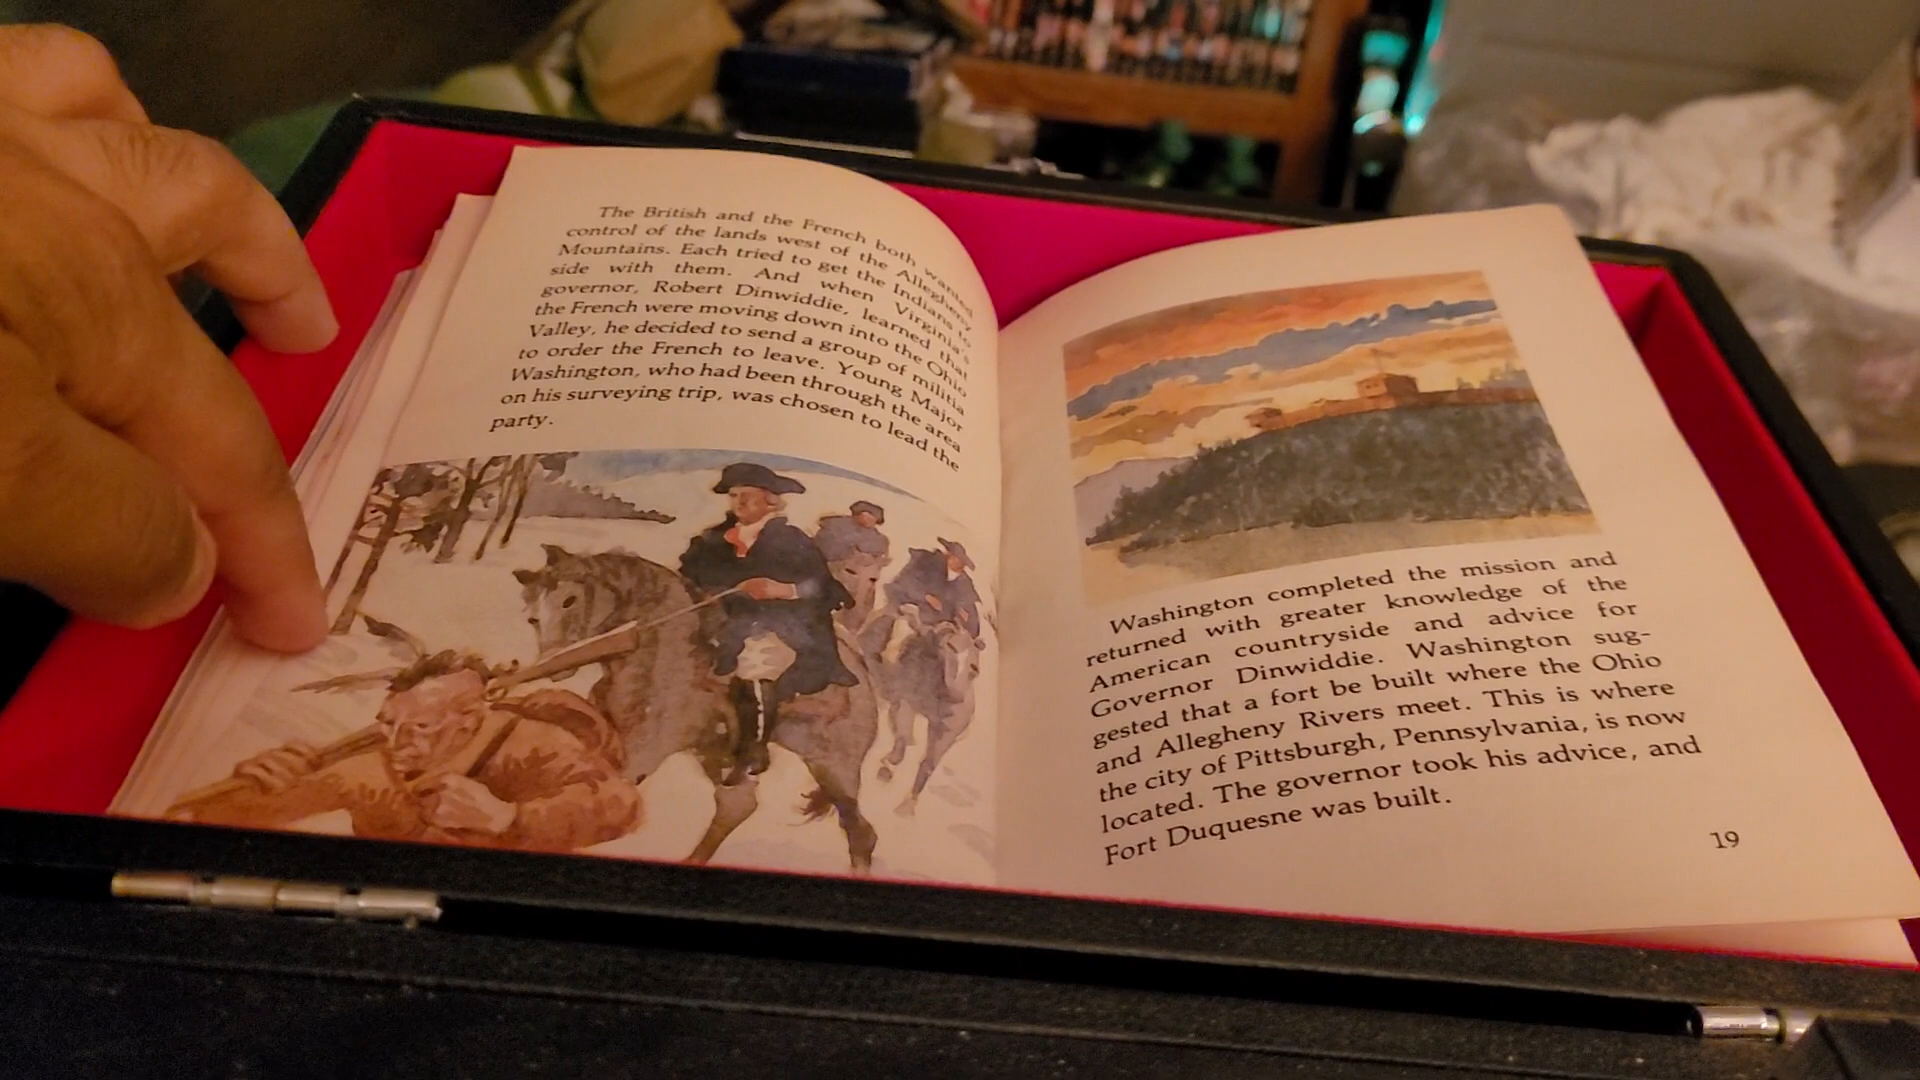 The British and the French both wanted
control of the lands west of the Allegheny
Mountains. Each tried to get the Indians to
side with them. And when Virginia's
governor, Robert Dinwiddie, learned that
the French were moving down into the Ohio
Valley, he decided to send a group of militia
to order the French to leave. Young Major
Washington, who had been through the area
on his surveying trip, was chosen to lead the
party.
Washington completed the mission and
returned with greater knowledge of the
American countryside and advice for
Governor Dinwiddie. Washington sug-
gested that a fort be built where the Ohio
and Allegheny Rivers meet. This is where
the city of Pittsburgh, Pennsylvania, is now
located. The governor took his advice, and
Fort Duquesne was built.
19